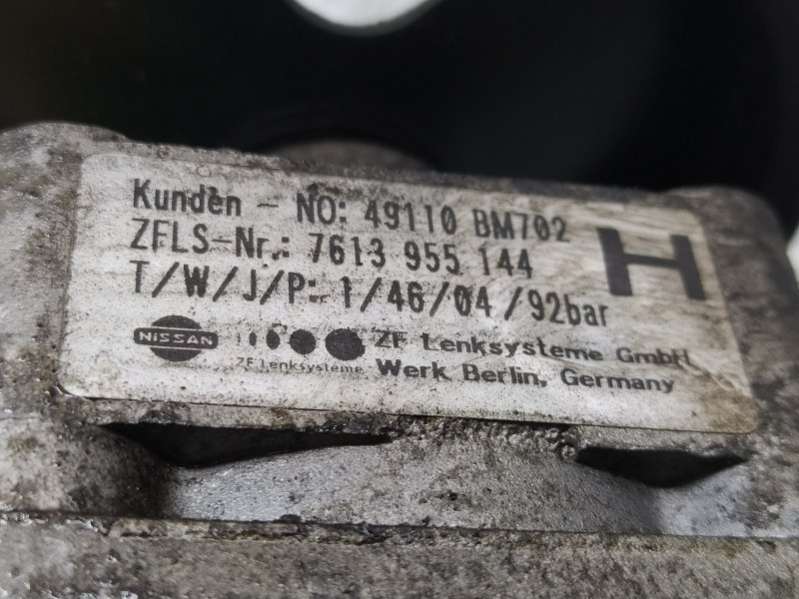 Kunden - NO: 49110 BM702
ZFLS-Nr.: 7613 955 144
H
T/W/J/P: 1/46/04/92bar
NISSAN
ZF Lenksysteme
ZF Lenksysteme GmbH
Werk Berlin, Germany